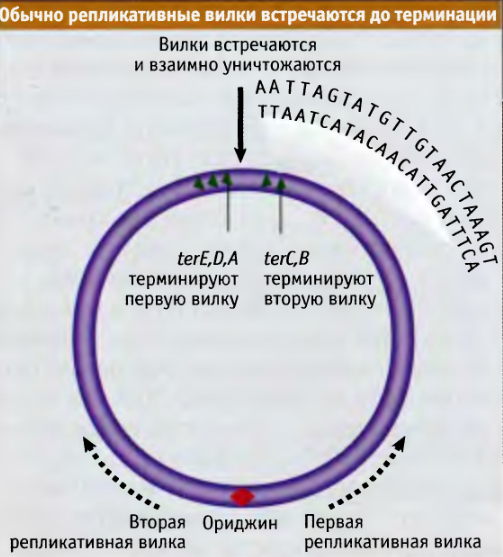 Обычно репликативные вилки встречаются до терминации
Вилки встречаются
и взаимно уничтожаются
AATTAGTATGTTGTAACTAAAGT
TTAATCATACAACATTGATTTCA
terE,D,A
терминируют
первую вилку
terC,B
терминируют
вторую вилку
Вторая
репликативная вилка
Ориджин
Первая
репликативная вилка